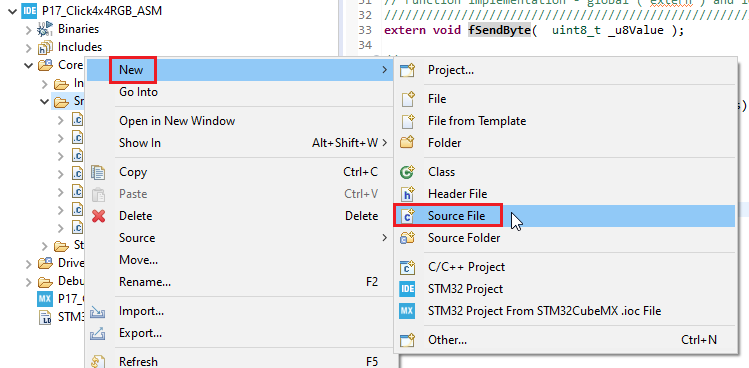 P17_Click4x4RGB_ASM
Binaries
Includes
Core
In
Sr
St
Drive
Debu
P17_C
STM3
31
32
33
34
// Function implementation - global ( extern ) and
////////////////////////////////////////////////
extern void fSendByte( uint8_t _u8Value );
s)
New
Go Into
Open in New Window
Show In Alt+Shift+W >
Copy Ctrl+C
Paste Ctrl+V
Delete Delete
Source
Move...
Rename... F2
Import...
Export...
Refresh F5
Project...
File
File from Template
Folder
Class
Header File
Source File
Source Folder
C/C++ Project
STM32 Project
STM32 Project From STM32CubeMX .ioc File
Other... Ctrl+N